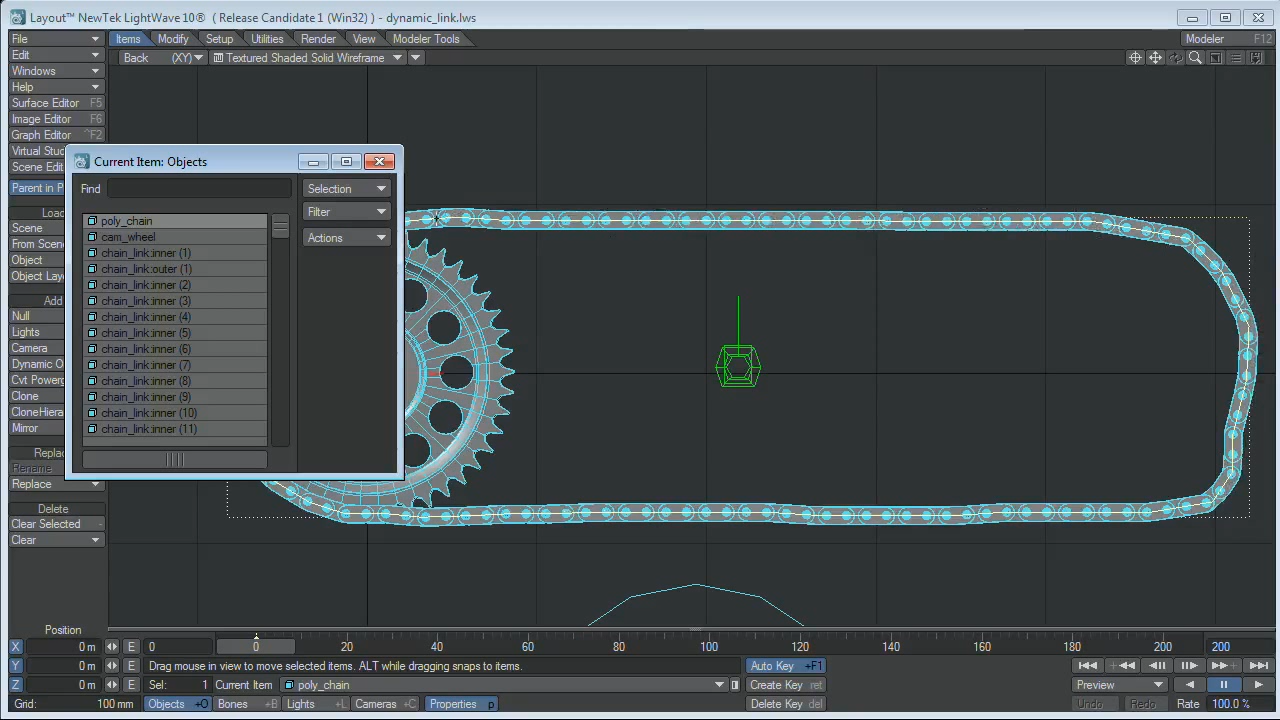 Layout™ NewTek LightWave 10® ( Release Candidate 1 (Win32) ) - dynamic_link.lws
File
Items Modify Setup Utilities Render View Modeler Tools
Modeler F12
Edit
Back (XY) Textured Shaded Solid Wireframe
Windows
Help
Surface Editor F5
Image Editor F6
Graph Editor ^F2
Virtual Stud
Scene Edit
Parent in P
Load
Scene
From Scene
Object
Object Laye
Add
Null
Lights
Camera
Dynamic O
Cvt Powerg
Clone
CloneHiera
Mirror
Replac
Rename
Replace
Delete
Clear Selected -
Clear
Current Item: Objects
Find
Selection
Filter
Actions
poly_chain
cam_wheel
chain_link:inner (1)
chain_link:outer (1)
chain_link:inner (2)
chain_link:inner (3)
chain_link:inner (4)
chain_link:inner (5)
chain_link:inner (6)
chain_link:inner (7)
chain_link:inner (8)
chain_link:inner (9)
chain_link:inner (10)
chain_link:inner (11)
Position
X 0 m E 0 0 20 40 60 80 100 120 140 160 180 200 200
Y 0 m E Drag mouse in view to move selected items. ALT while dragging snaps to items. Auto Key +F1
Z 0 m E Sel: 1 Current Item poly_chain Create Key ret Preview
Grid: 100 mm Objects +O Bones +B Lights +L Cameras +C Properties p Delete Key del Undo Redo Rate 100.0 %